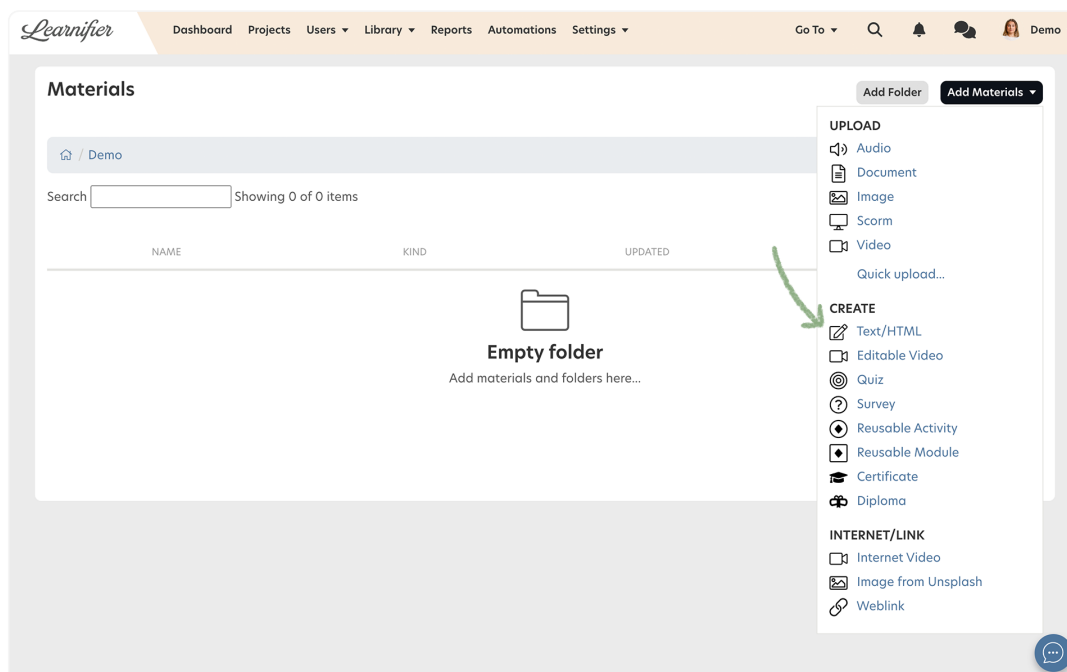 Learnifier
Dashboard Projects Users Library Reports Automations Settings Go To Demo
Materials
Add Folder Add Materials
Demo
Search Showing 0 of 0 items
NAME KIND UPDATED
Empty folder
Add materials and folders here...
UPLOAD
Audio
Document
Image
Scorm
Video
Quick upload...
CREATE
Text/HTML
Editable Video
Quiz
Survey
Reusable Activity
Reusable Module
Certificate
Diploma
INTERNET/LINK
Internet Video
Image from Unsplash
Weblink